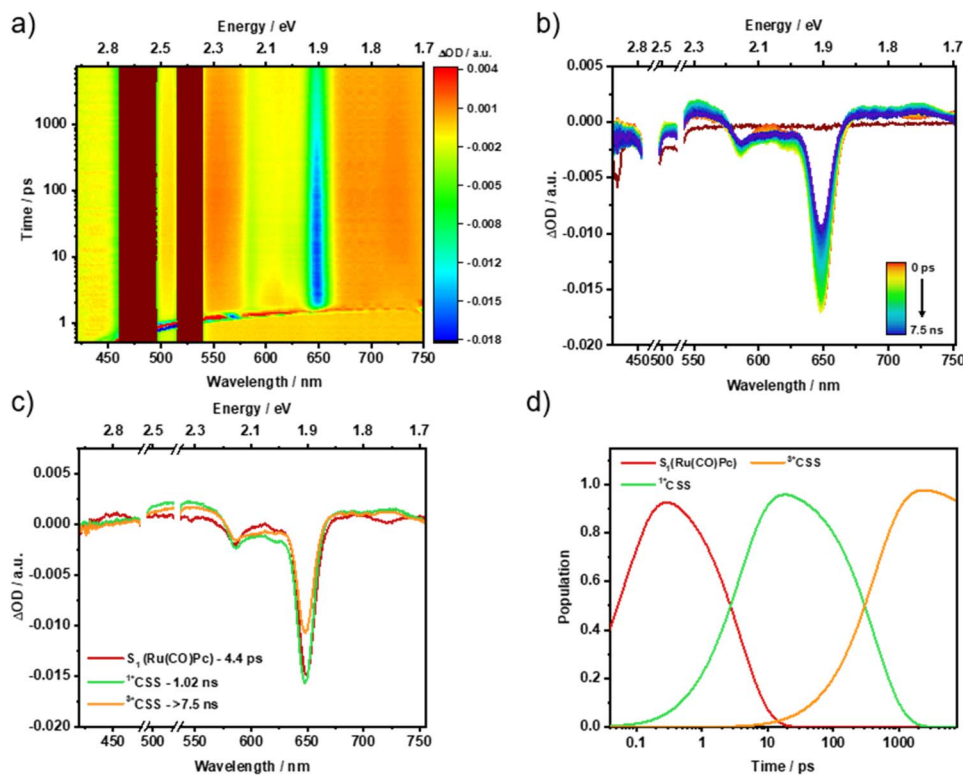 a)
Energy / eV
2.8 2.5 2.3 2.1 1.9 1.7
ΔOD / a.u.
0.004
0.001
-0.002
-0.006
-0.009
-0.012
-0.015
-0.018
1000
100
10
1
Time / ps
450 500 550 600 650 700 750
Wavelength / nm
b)
Energy / eV
2.8 2.5 2.3 2.1 1.9 1.7
0.005
0.000
-0.005
-0.010
-0.015
-0.020
ΔOD / a.u.
0 ps
7.5 ns
450 500 550 600 650 700 750
Wavelength / nm
c)
Energy / eV
2.8 2.5 2.3 2.1 1.9 1.7
0.005
0.000
-0.005
-0.010
-0.015
-0.020
ΔOD / a.u.
S₁(Ru(CO)Pc) - 4.4 ps
¹*CSS - 1.02 ns
³*CSS - >7.5 ns
450 500 550 600 650 700 750
Wavelength / nm
d)
S₁(Ru(CO)Pc) ³*CSS
¹*CSS
1.0
0.8
0.6
0.4
0.2
0.0
Population
0.1 1 10 100 1000
Time / ps